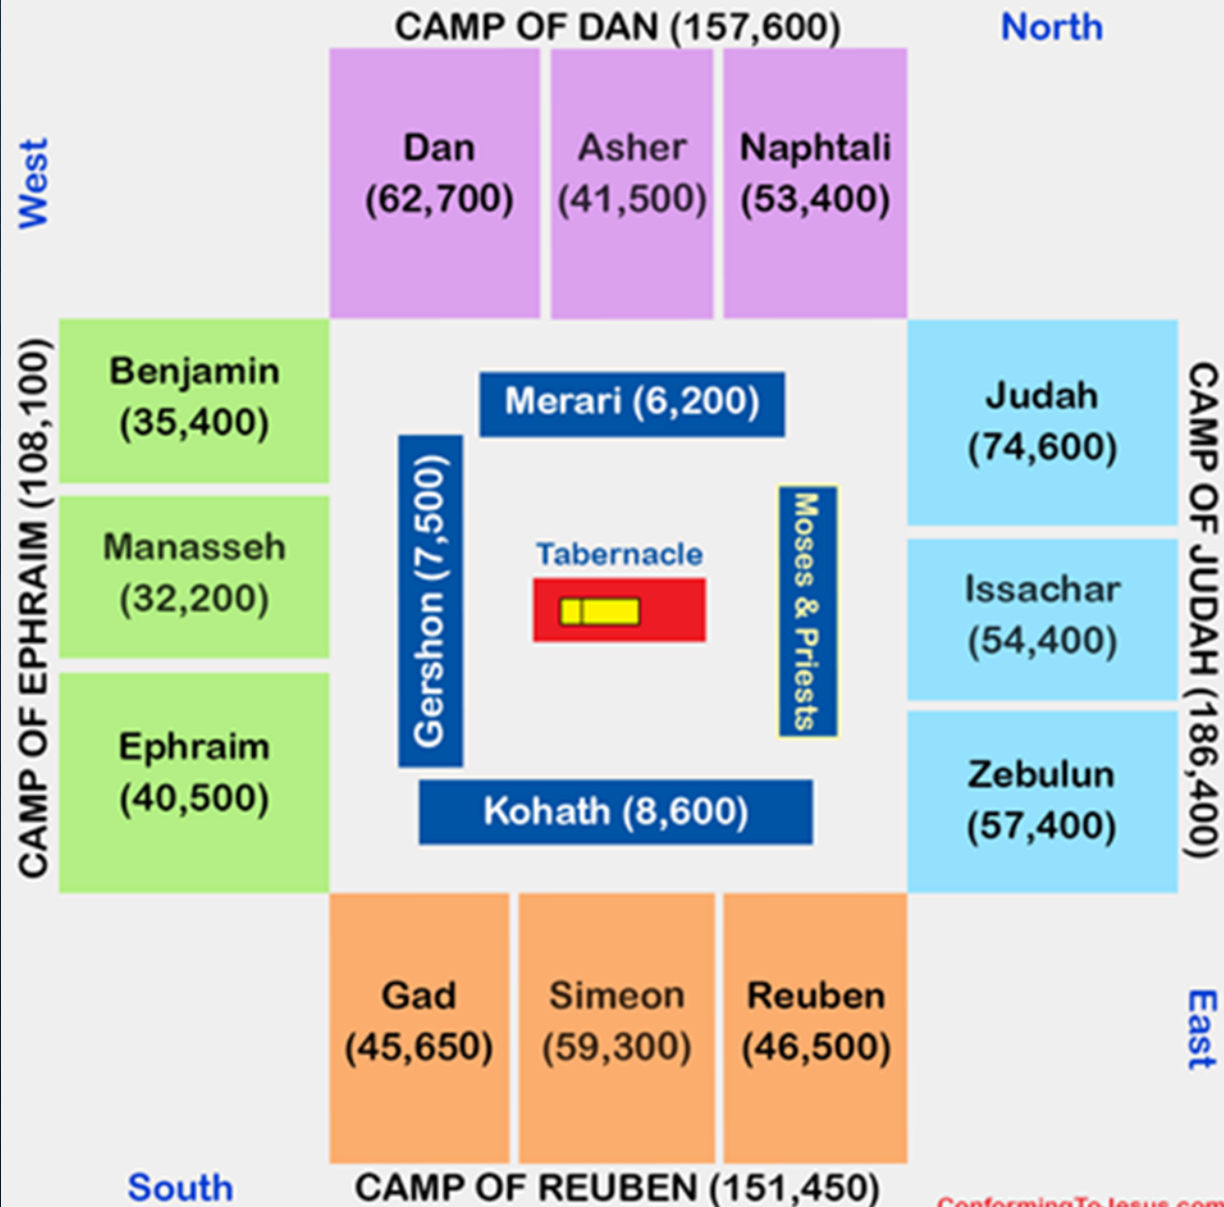 CAMP OF DAN (157,600)
North
West
Dan
(62,700)
Asher
(41,500)
Naphtali
(53,400)
CAMP OF EPHRAIM (108,100)
Benjamin
(35,400)
Manasseh
(32,200)
Ephraim
(40,500)
Merari (6,200)
Gershon (7,500)
Tabernacle
Moses & Priests
Kohath (8,600)
Judah
(74,600)
Issachar
(54,400)
Zebulun
(57,400)
CAMP OF JUDAH (186,400)
Gad
(45,650)
Simeon
(59,300)
Reuben
(46,500)
East
South
CAMP OF REUBEN (151,450)
ConformingToJesus.com